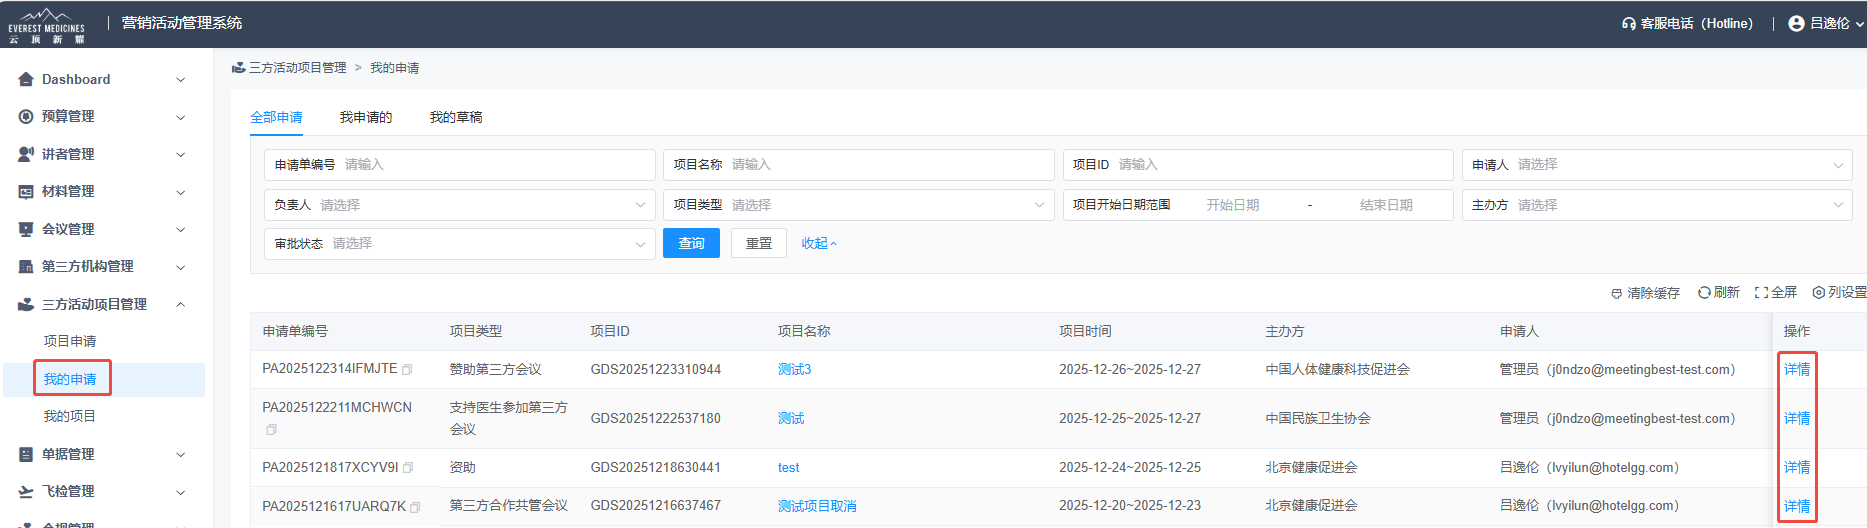 EVEREST MEDICINES
云顶新耀
营销活动管理系统
客服电话（Hotline）
吕逸伦
Dashboard
预算管理
讲者管理
材料管理
会议管理
第三方机构管理
三方活动项目管理
项目申请
我的申请
我的项目
单据管理
飞检管理
三方活动项目管理 > 我的申请
全部申请 我申请的 我的草稿
申请单编号 请输入 项目名称 请输入 项目ID 请输入 申请人 请选择
负责人 请选择 项目类型 请选择 项目开始日期范围 开始日期 - 结束日期 主办方 请选择
审批状态 请选择 查询 重置 收起
清除缓存 刷新 全屏 列设置
申请单编号 项目类型 项目ID 项目名称 项目时间 主办方 申请人 操作
PA2025122314IFMJTE 赞助第三方会议 GDS20251223310944 测试3 2025-12-26~2025-12-27 中国人体健康科技促进会 管理员（j0ndzo@meetingbest-test.com） 详情
PA2025122211MCHWCN 支持医生参加第三方
会议 GDS20251222537180 测试 2025-12-25~2025-12-27 中国民族卫生协会 管理员（j0ndzo@meetingbest-test.com） 详情
PA2025121817XCYV9I 资助 GDS20251218630441 test 2025-12-24~2025-12-25 北京健康促进会 吕逸伦（lvyilun@hotelgg.com） 详情
PA2025121617UARQ7K 第三方合作共管会议 GDS20251216637467 测试项目取消 2025-12-20~2025-12-23 北京健康促进会 吕逸伦（lvyilun@hotelgg.com） 详情